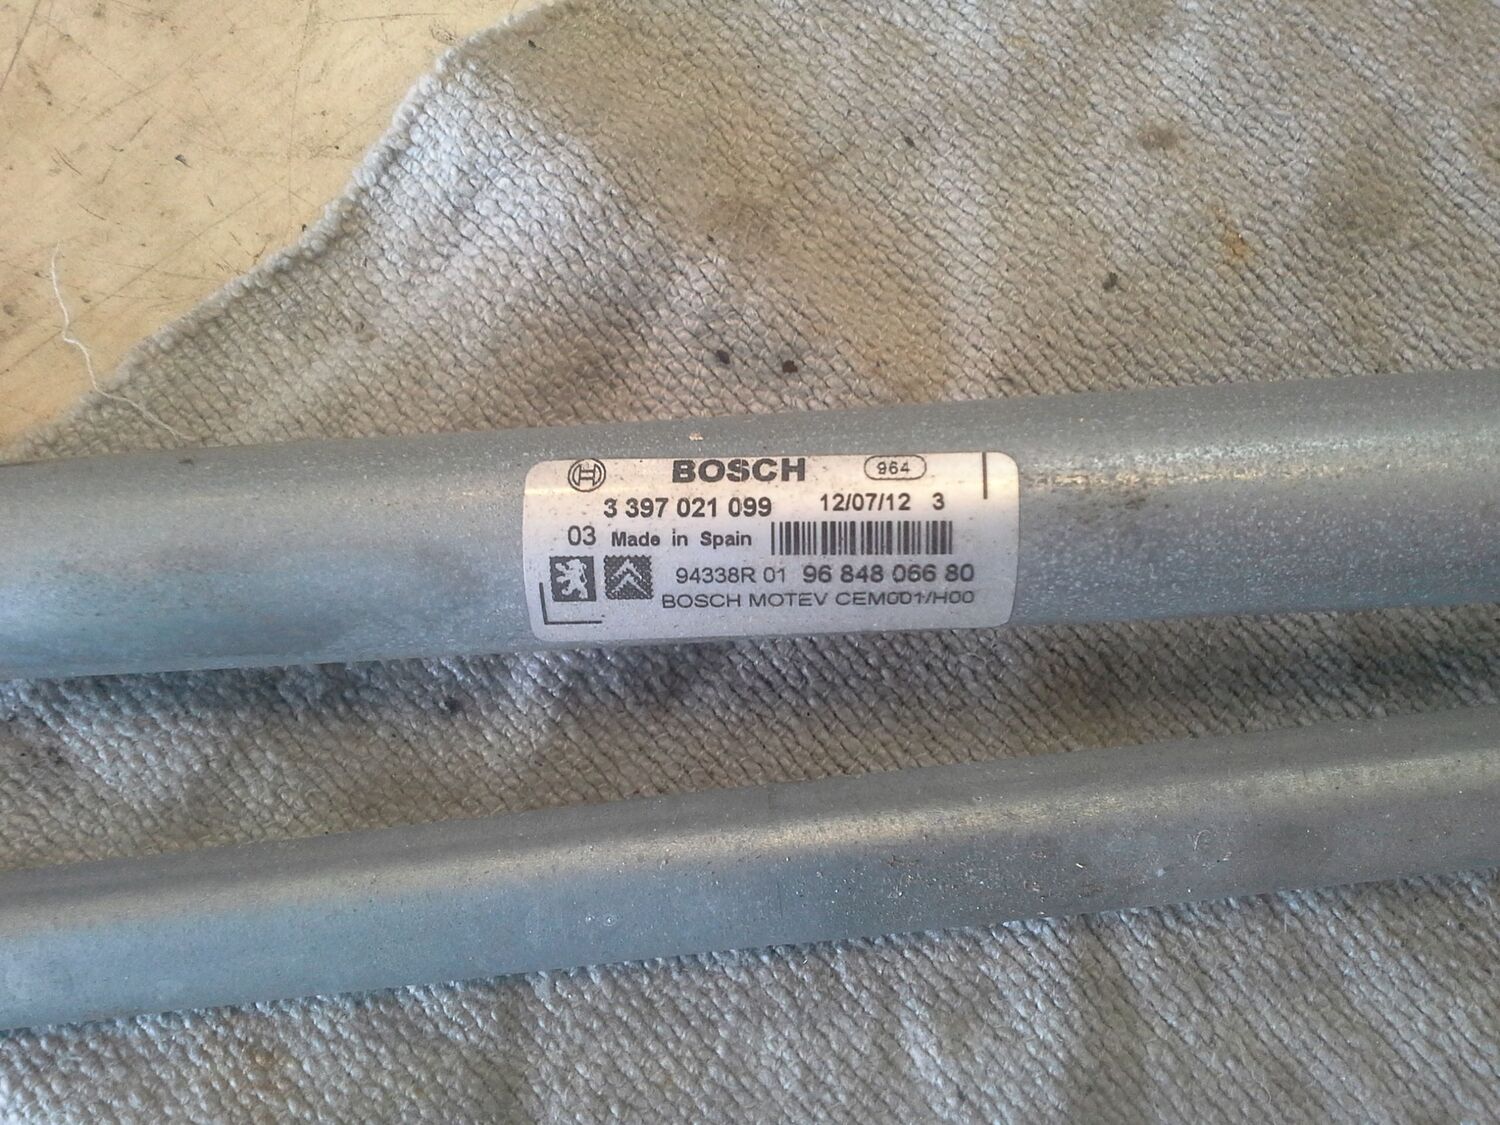 BOSCH 964
3 397 021 099 12/07/12 3
03 Made in Spain
94338R 01 96 848 066 80
BOSCH MOTEV CEM001/H00